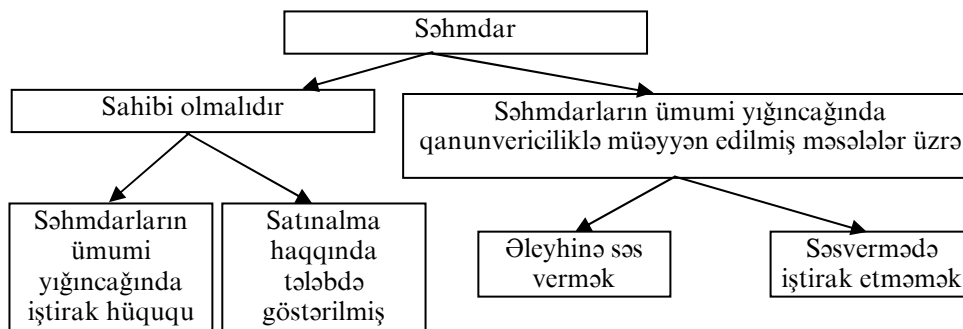 Səhmdar
Sahibi olmalıdır
Səhmdarların ümumi yığıncağında
qanunvericiliklə müəyyən edilmiş məsələlər üzrə
Səhmdarların
ümumi
yığıncağında
iştirak hüququ
Satınalma
haqqında
tələbdə
göstərilmiş
Əleyhinə səs
vermək
Səsvermədə
iştirak etməmək